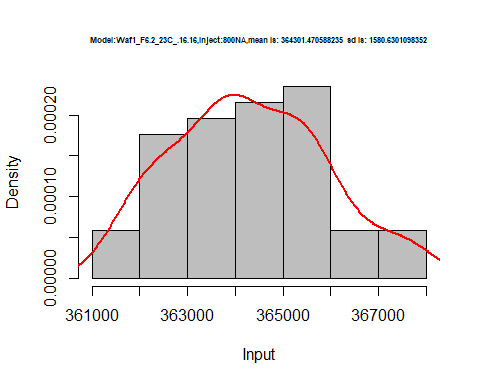 Model:Waf1_F6.2_23C_.16.16,Inject:800NA,mean is: 364301.470588235 sd is: 1580.6301098352
0.00020
0.00010
0.00000
Density
361000 363000 365000 367000
Input